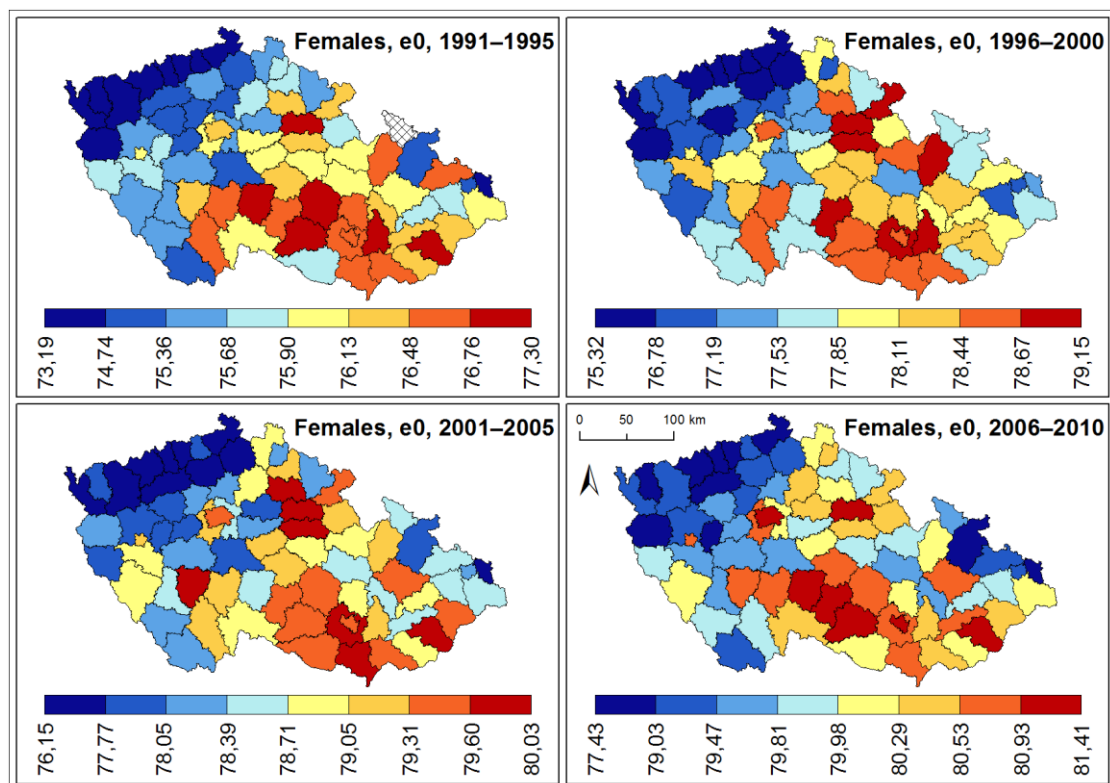 Females, e0, 1991–1995
73,19 74,74 75,36 75,68 75,90 76,13 76,48 76,76 77,30
Females, e0, 1996–2000
75,32 76,78 77,19 77,53 77,85 78,11 78,44 78,67 79,15
Females, e0, 2001–2005
76,15 77,77 78,05 78,39 78,71 79,05 79,31 79,60 80,03
Females, e0, 2006–2010
0 50 100 km
77,43 79,03 79,47 79,81 79,98 80,29 80,53 80,93 81,41